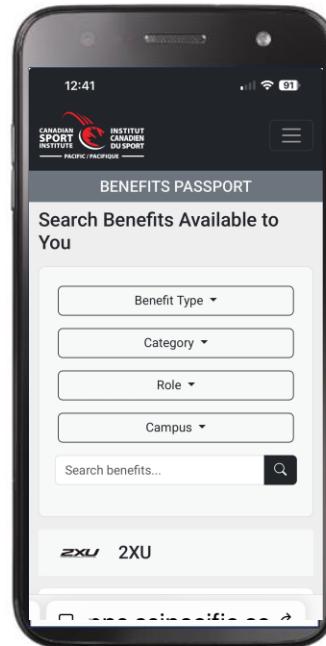 12:41
91
CANADIAN INSTITUT
SPORT CANADIEN
INSTITUTE DU SPORT
PACIFIC / PACIFIQUE
BENEFITS PASSPORT
Search Benefits Available to
You
Benefit Type
Category
Role
Campus
Search benefits...
2XU 2XU